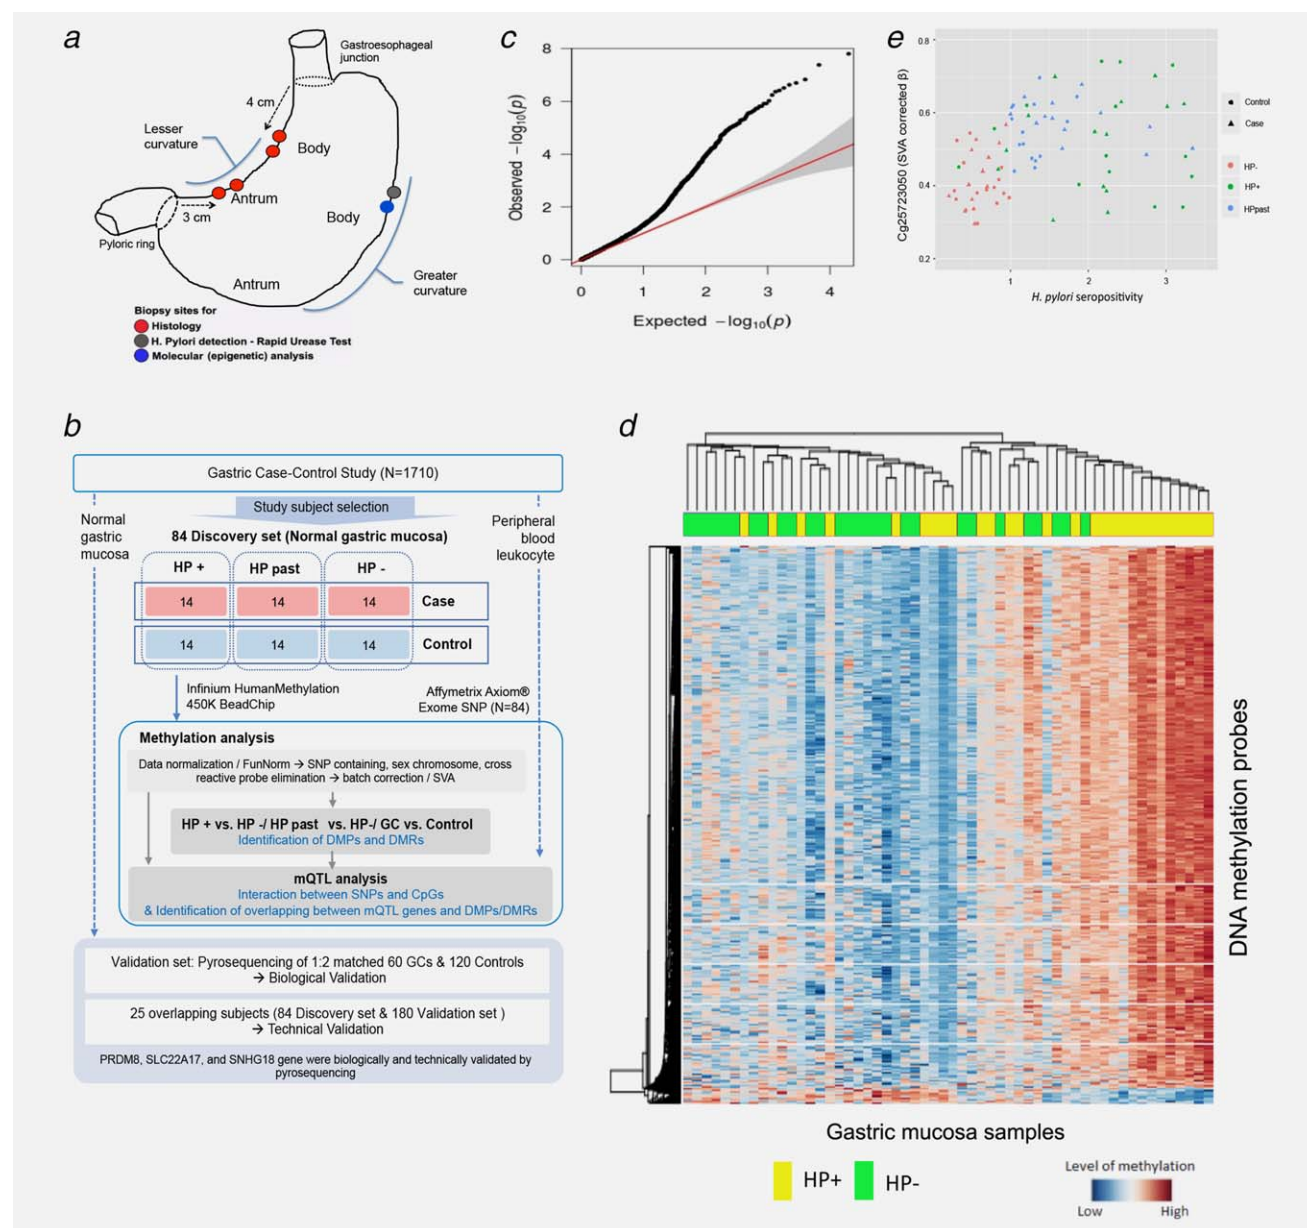 a
Gastroesophageal
junction
4 cm
Lesser
curvature
Body
Antrum
3 cm
Body
Pyloric ring
Antrum
Greater
curvature
Biopsy sites for
Histology
H. Pylori detection - Rapid Urease Test
Molecular (epigenetic) analysis
c
8
6
4
2
0
Observed −log10(p)
0 1 2 3 4
Expected −log10(p)
e
0.8
0.6
0.4
0.2
Cg25723050 (SVA corrected β)
1 2 3
H. pylori seropositivity
Control
Case
HP-
HP+
HPpast
b
Gastric Case-Control Study (N=1710)
Study subject selection
Normal
gastric
mucosa
Peripheral
blood
leukocyte
84 Discovery set (Normal gastric mucosa)
HP + HP past HP -
14 14 14 Case
14 14 14 Control
Infinium HumanMethylation
450K BeadChip
Affymetrix Axiom®
Exome SNP (N=84)
Methylation analysis
Data normalization / FunNorm → SNP containing, sex chromosome, cross
reactive probe elimination → batch correction / SVA
HP + vs. HP -/ HP past vs. HP-/ GC vs. Control
Identification of DMPs and DMRs
mQTL analysis
Interaction between SNPs and CpGs
& Identification of overlapping between mQTL genes and DMPs/DMRs
Validation set: Pyrosequencing of 1:2 matched 60 GCs & 120 Controls
→ Biological Validation
25 overlapping subjects (84 Discovery set & 180 Validation set )
→ Technical Validation
PRDM8, SLC22A17, and SNHG18 gene were biologically and technically validated by
pyrosequencing
d
DNA methylation probes
Gastric mucosa samples
HP+ HP-
Level of methylation
Low High